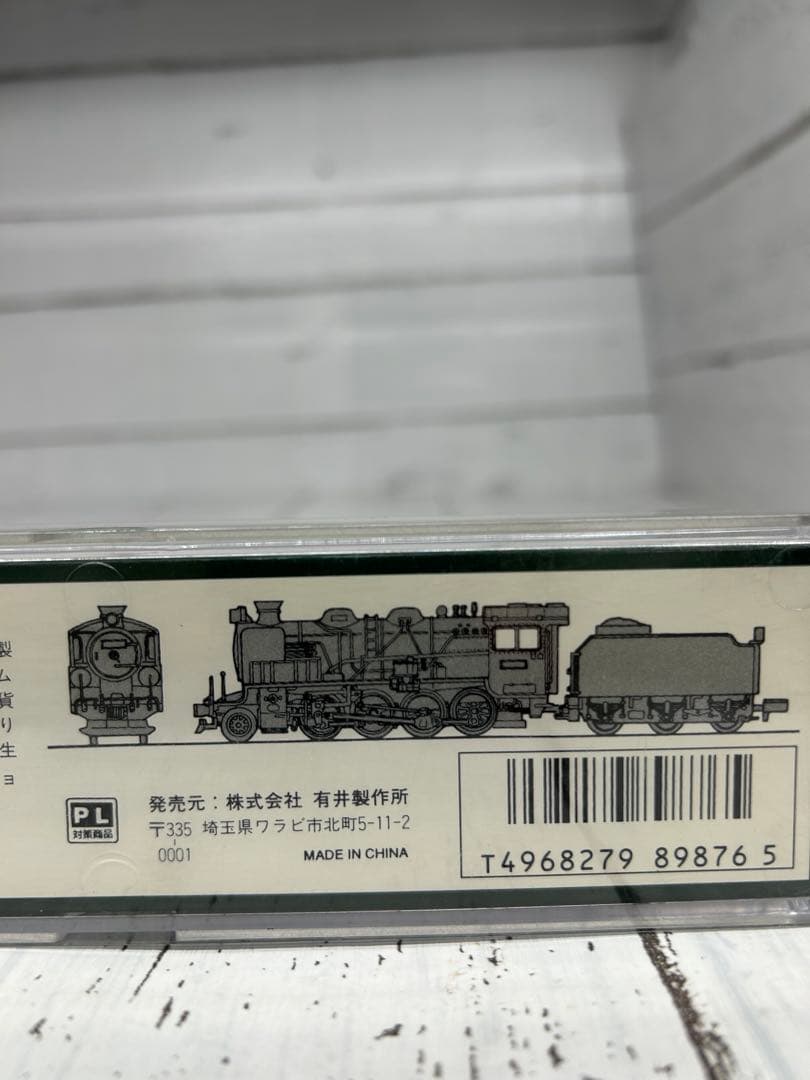 製
ム
貨
り
生
ョ
PL
対策商品
発売元：株式会社 有井製作所
〒335 埼玉県ワラビ市北町5-11-2
0001
MADE IN CHINA
T4968279 89876 5